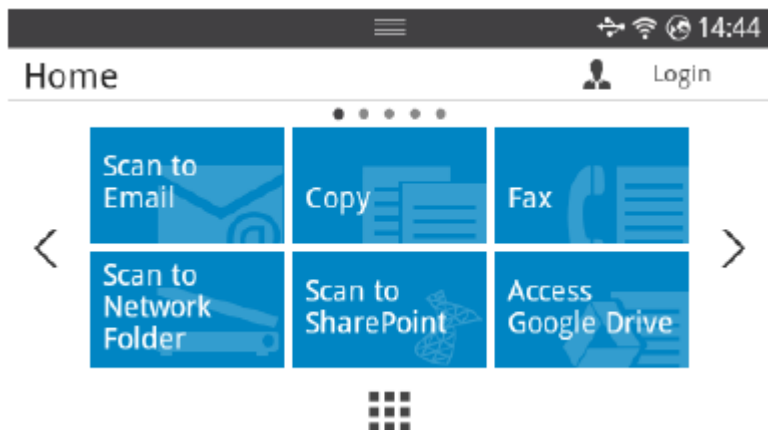 14:44
Home
Login
Scan to
Email
Copy
Fax
Scan to
Network
Folder
Scan to
SharePoint
Access
Google Drive